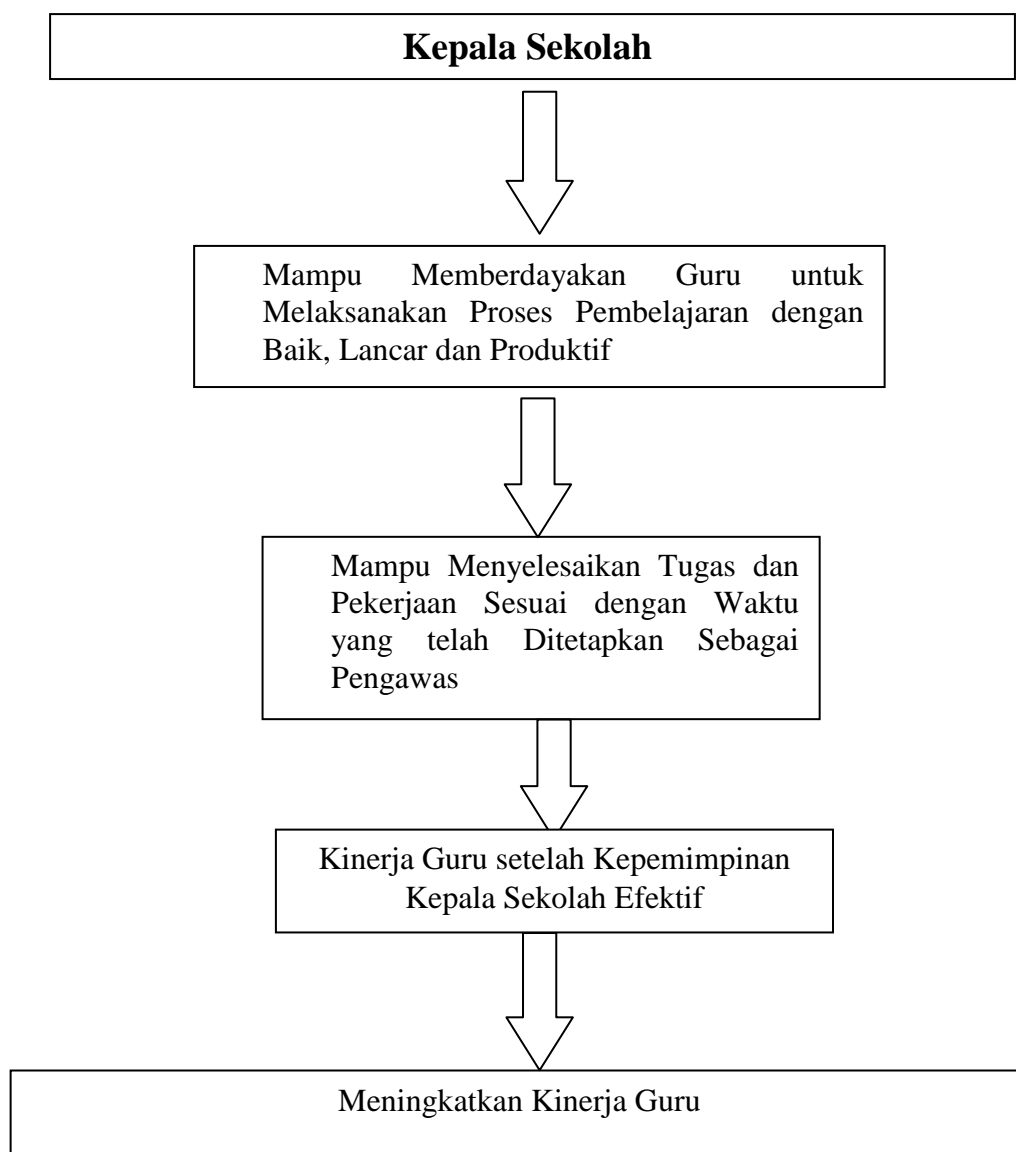 Kepala Sekolah
Mampu Memberdayakan Guru untuk
Melaksanakan Proses Pembelajaran dengan
Baik, Lancar dan Produktif
Mampu Menyelesaikan Tugas dan
Pekerjaan Sesuai dengan Waktu
yang telah Ditetapkan Sebagai
Pengawas
Kinerja Guru setelah Kepemimpinan
Kepala Sekolah Efektif
Meningkatkan Kinerja Guru